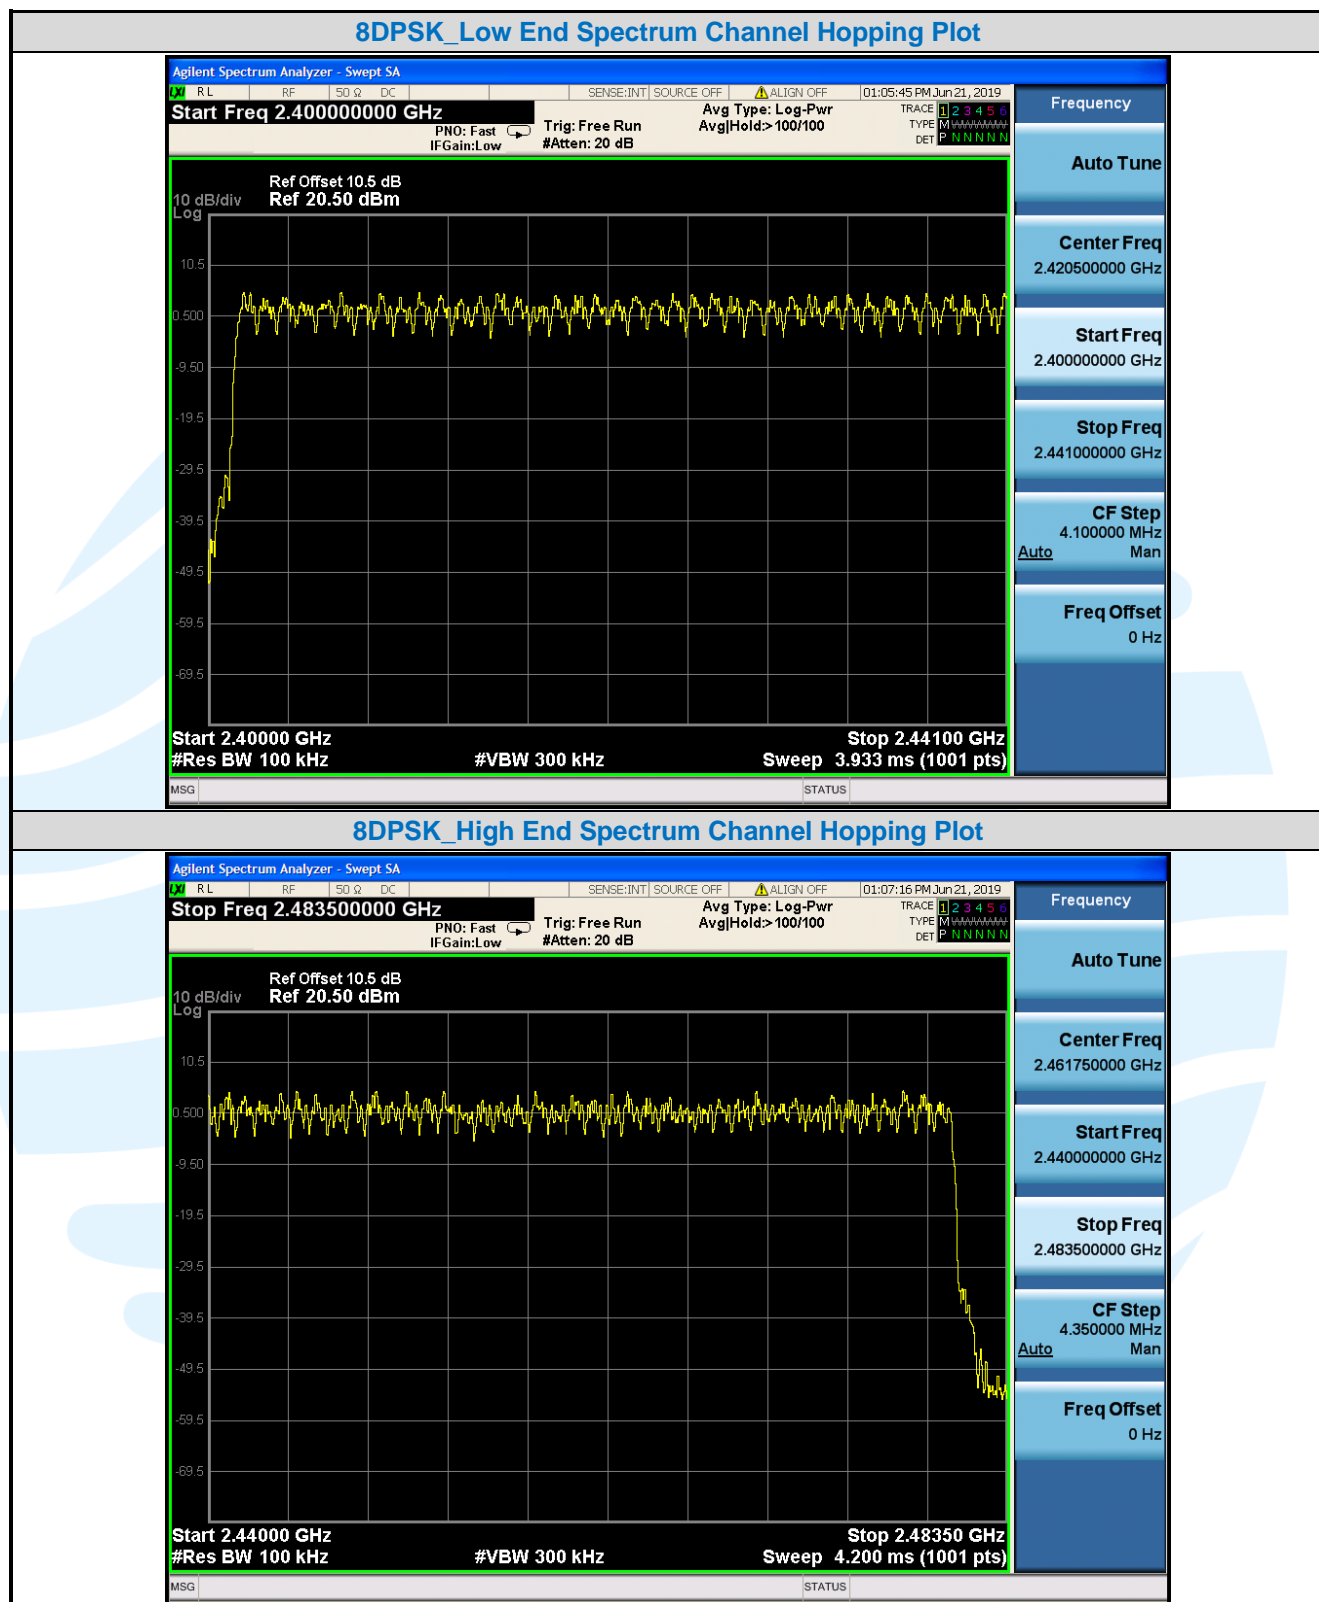 8DPSK_Low End Spectrum Channel Hopping Plot
Agilent Spectrum Analyzer - Swept SA
LXI RL RF 50 Ω DC SENSE:INT SOURCE OFF ALIGN OFF 01:05:45 PM Jun 21, 2019
Start Freq 2.400000000 GHz
PNO: Fast
IFGain:Low
Trig: Free Run
#Atten: 20 dB
Avg Type: Log-Pwr
Avg|Hold:>100/100
TRACE 1 2 3 4 5 6
TYPE M
DET P N N N N N
Ref Offset 10.5 dB
10 dB/div Ref 20.50 dBm
Log
10.5
0.500
-9.50
-19.5
-29.5
-39.5
-49.5
-59.5
-69.5
Start 2.40000 GHz Stop 2.44100 GHz
#Res BW 100 kHz #VBW 300 kHz Sweep 3.933 ms (1001 pts)
MSG STATUS
Frequency
Auto Tune
Center Freq
2.420500000 GHz
Start Freq
2.400000000 GHz
Stop Freq
2.441000000 GHz
CF Step
4.100000 MHz
Auto Man
Freq Offset
0 Hz
8DPSK_High End Spectrum Channel Hopping Plot
Agilent Spectrum Analyzer - Swept SA
LXI RL RF 50 Ω DC SENSE:INT SOURCE OFF ALIGN OFF 01:07:16 PM Jun 21, 2019
Stop Freq 2.483500000 GHz
PNO: Fast
IFGain:Low
Trig: Free Run
#Atten: 20 dB
Avg Type: Log-Pwr
Avg|Hold:>100/100
TRACE 1 2 3 4 5 6
TYPE M
DET P N N N N N
Ref Offset 10.5 dB
10 dB/div Ref 20.50 dBm
Log
10.5
0.500
-9.50
-19.5
-29.5
-39.5
-49.5
-59.5
-69.5
Start 2.44000 GHz Stop 2.48350 GHz
#Res BW 100 kHz #VBW 300 kHz Sweep 4.200 ms (1001 pts)
MSG STATUS
Frequency
Auto Tune
Center Freq
2.461750000 GHz
Start Freq
2.440000000 GHz
Stop Freq
2.483500000 GHz
CF Step
4.350000 MHz
Auto Man
Freq Offset
0 Hz